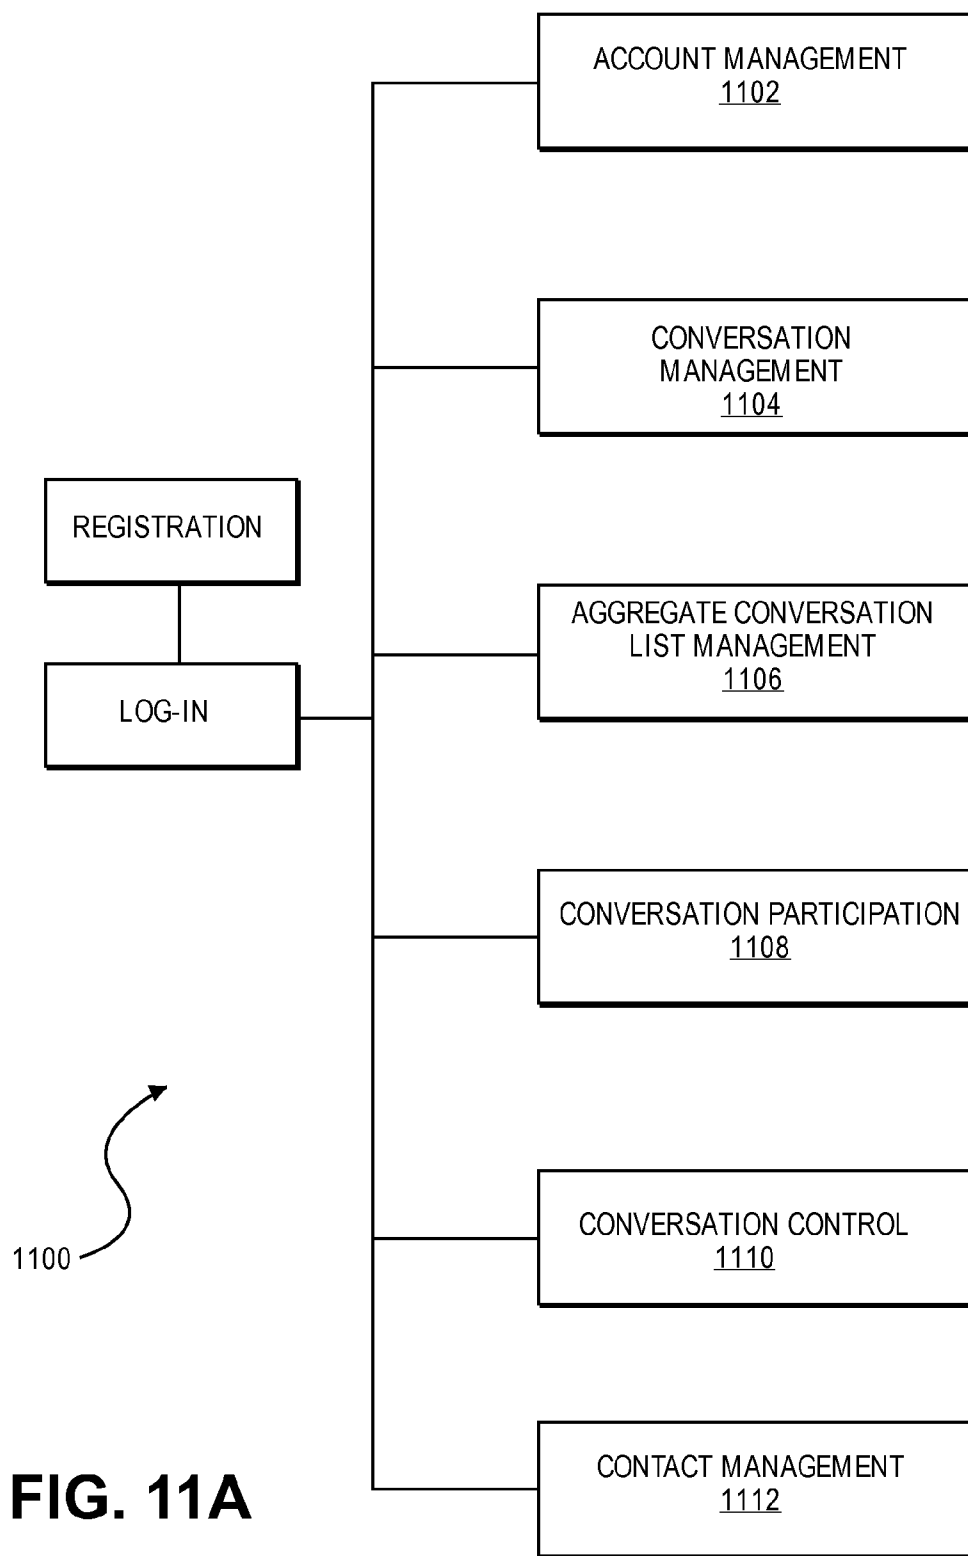 ACCOUNT MANAGEMENT
1102
CONVERSATION
MANAGEMENT
1104
REGISTRATION
AGGREGATE CONVERSATION
LIST MANAGEMENT
1106
LOG-IN
CONVERSATION PARTICIPATION
1108
CONVERSATION CONTROL
1110
1100
CONTACT MANAGEMENT
1112
FIG. 11A